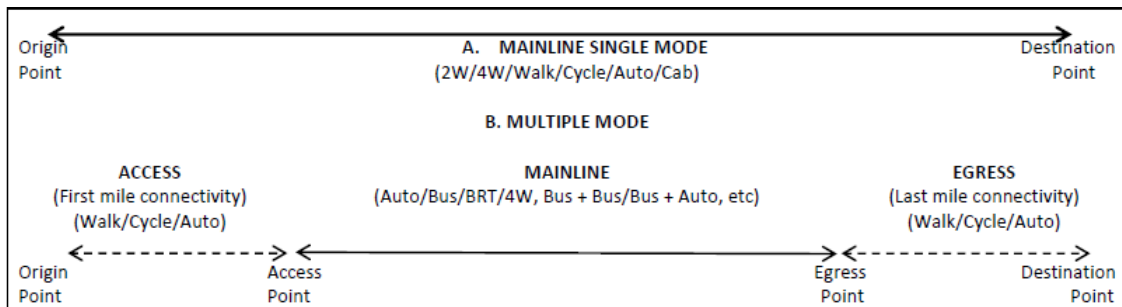 Origin Point
A. MAINLINE SINGLE MODE
(2W/4W/Walk/Cycle/Auto/Cab)
Destination Point
B. MULTIPLE MODE
ACCESS
(First mile connectivity)
(Walk/Cycle/Auto)
MAINLINE
(Auto/Bus/BRT/4W, Bus + Bus/Bus + Auto, etc)
EGRESS
(Last mile connectivity)
(Walk/Cycle/Auto)
Origin
Point
Access
Point
Egress
Point
Destination
Point